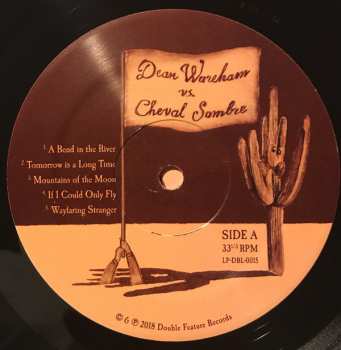 Dean Wareham
vs.
Cheval Sombre
1. A Bend in the River
2. Tomorrow is a Long Time
3. Mountains of the Moon
4. If I Could Only Fly
5. Wayfaring Stranger
SIDE A
33 1/3 RPM
LP-DBL-0015
© & ℗ 2018 Double Feature Records